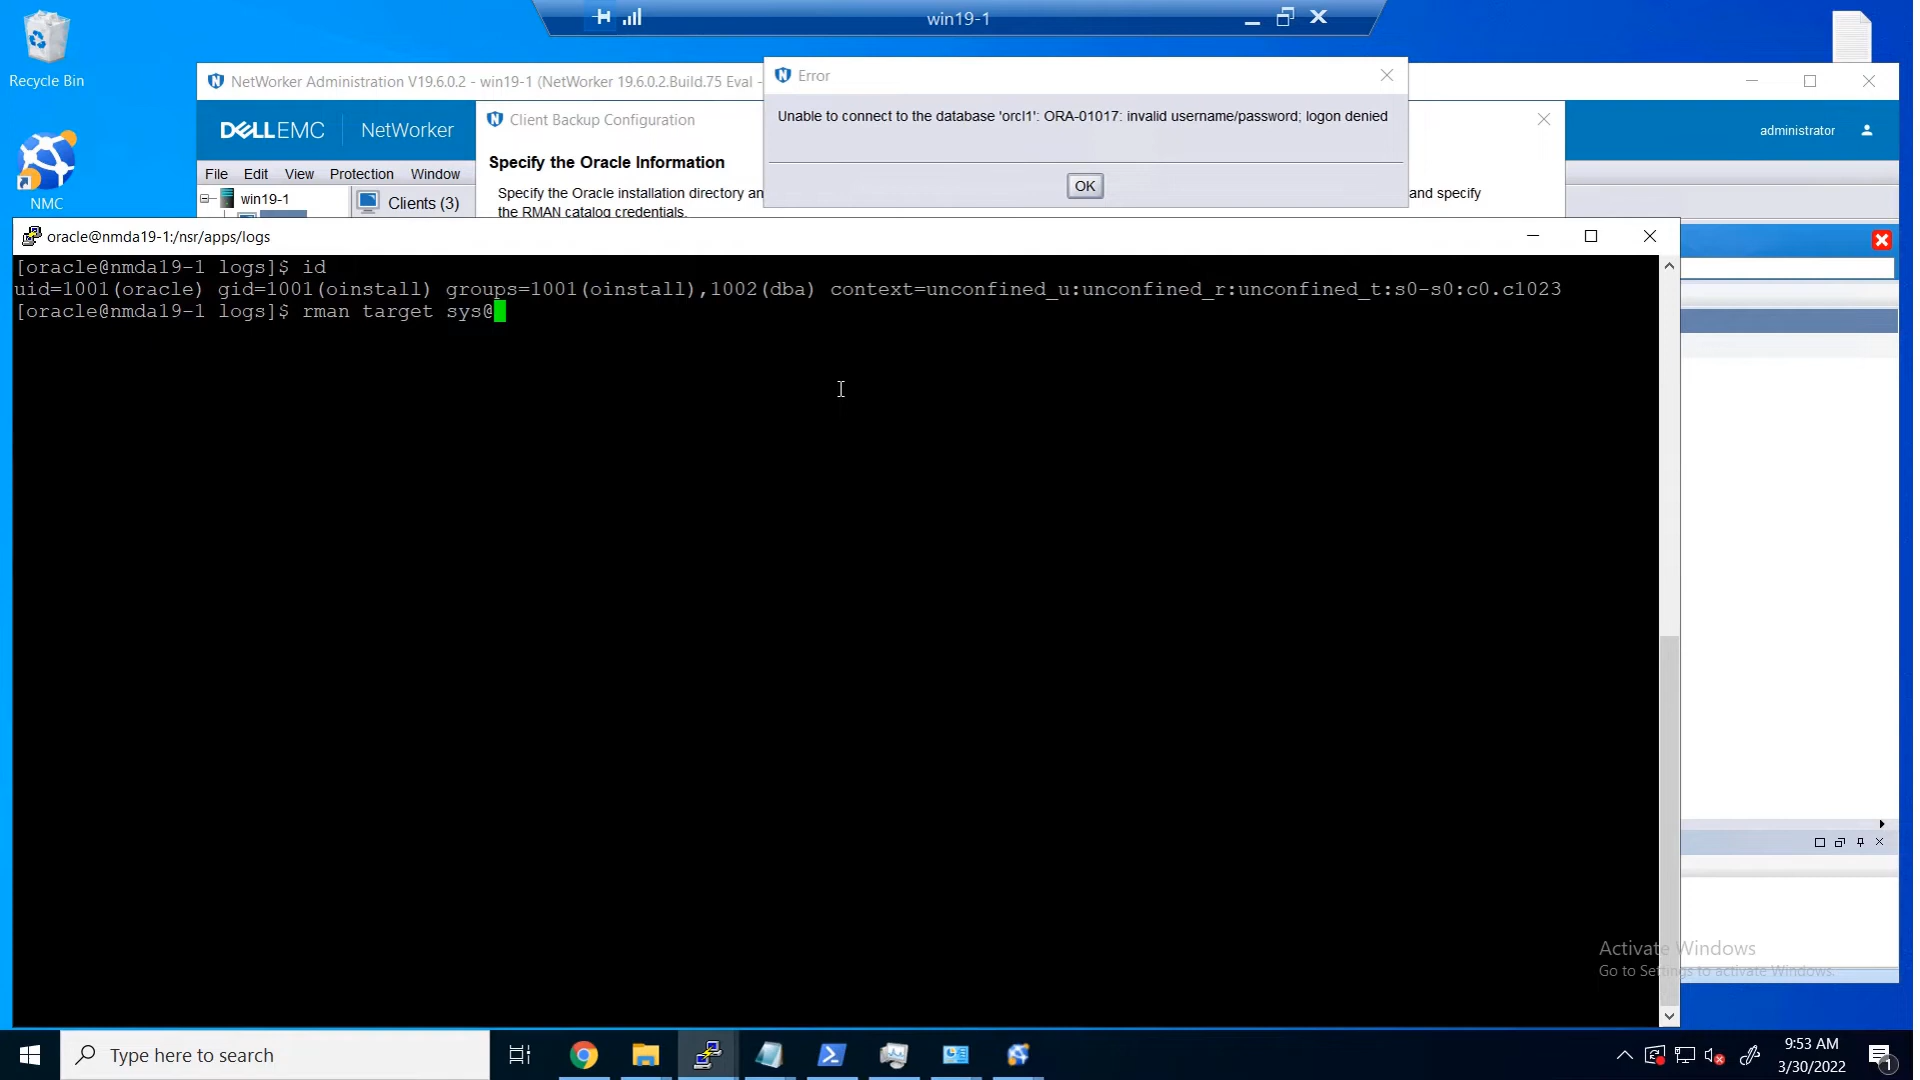 win19-1
Recycle Bin
NetWorker Administration V19.6.0.2 - win19-1 (NetWorker 19.6.0.2.Build.75 Eval -
Error
Unable to connect to the database 'orcl1': ORA-01017: invalid username/password; logon denied
OK
DELLEMC NetWorker
Client Backup Configuration
administrator
Specify the Oracle Information
File Edit View Protection Window
Specify the Oracle installation directory an
and specify
the RMAN catalog credentials.
win19-1
Clients (3)
NMC
oracle@nmda19-1:/nsr/apps/logs
[oracle@nmda19-1 logs]$ id
uid=1001(oracle) gid=1001(oinstall) groups=1001(oinstall),1002(dba) context=unconfined_u:unconfined_r:unconfined_t:s0-s0:c0.c1023
[oracle@nmda19-1 logs]$ rman target sys@
Activate Windows
Go to Settings to activate Windows.
Type here to search
9:53 AM
3/30/2022
1